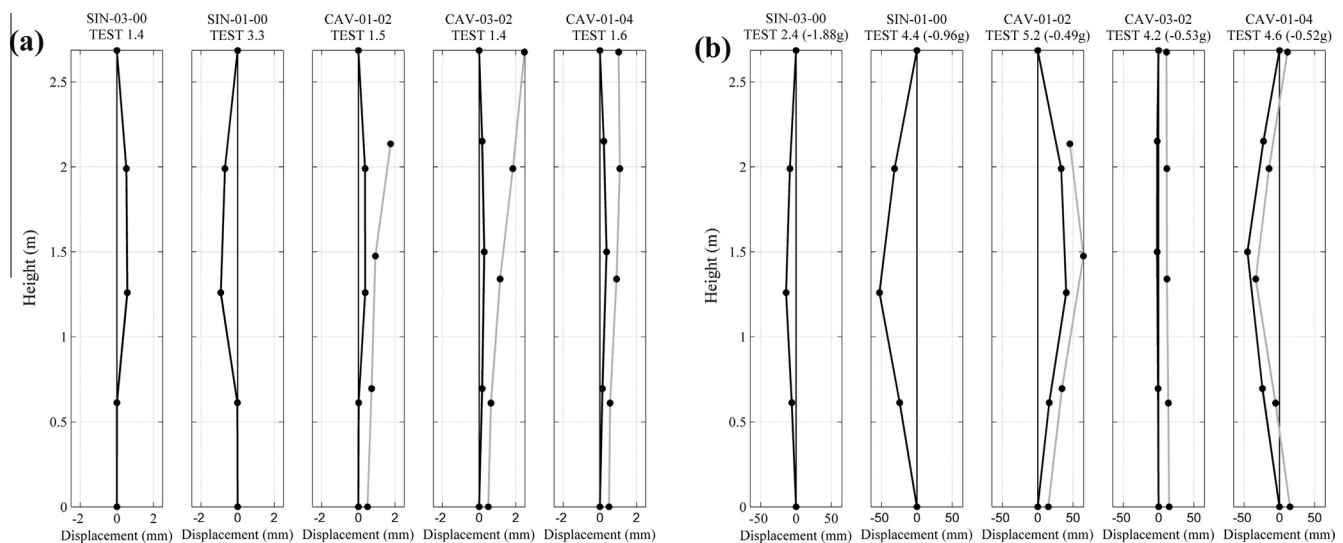 (a)
SIN-03-00
TEST 1.4
SIN-01-00
TEST 3.3
CAV-01-02
TEST 1.5
CAV-03-02
TEST 1.4
CAV-01-04
TEST 1.6
Height (m)
2.5
2
1.5
1
0.5
0
-2 0 2
-2 0 2
-2 0 2
-2 0 2
-2 0 2
Displacement (mm)
Displacement (mm)
Displacement (mm)
Displacement (mm)
Displacement (mm)
(b)
SIN-03-00
TEST 2.4 (-1.88g)
SIN-01-00
TEST 4.4 (-0.96g)
CAV-01-02
TEST 5.2 (-0.49g)
CAV-03-02
TEST 4.2 (-0.53g)
CAV-01-04
TEST 4.6 (-0.52g)
Height (m)
2.5
2
1.5
1
0.5
0
-50 0 50
-50 0 50
-50 0 50
-50 0 50
-50 0 50
Displacement (mm)
Displacement (mm)
Displacement (mm)
Displacement (mm)
Displacement (mm)